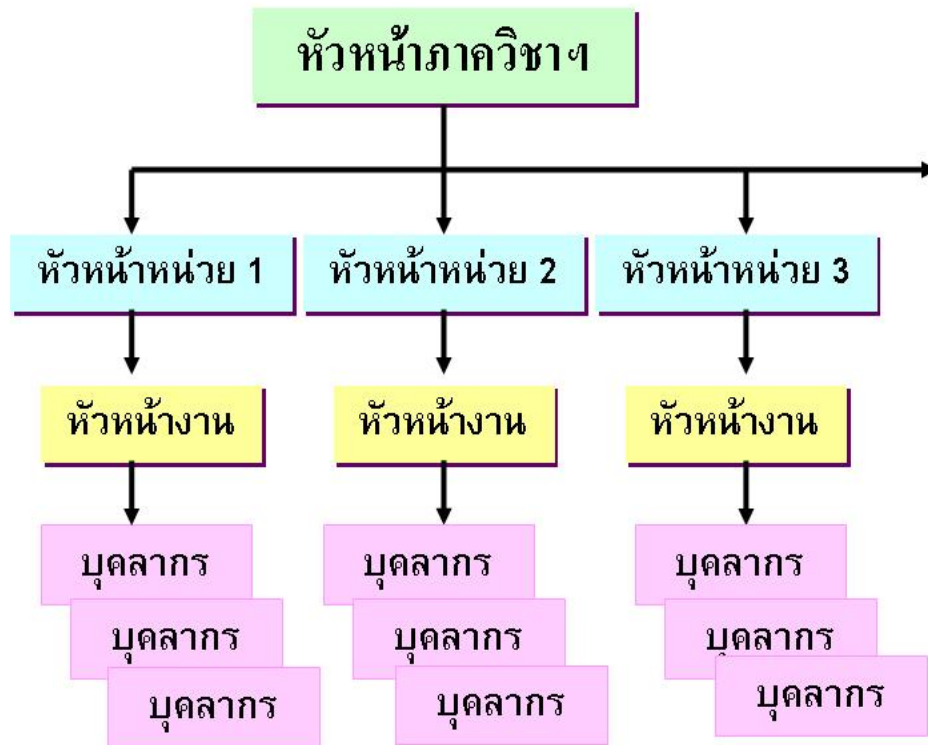 หัวหน้าภาควิชาฯ
หัวหน้าหน่วย 1
หัวหน้าหน่วย 2
หัวหน้าหน่วย 3
หัวหน้างาน
หัวหน้างาน
หัวหน้างาน
บุคลากร
บุคลากร
บุคลากร
บุคลากร
บุคลากร
บุคลากร
บุคลากร
บุคลากร
บุคลากร